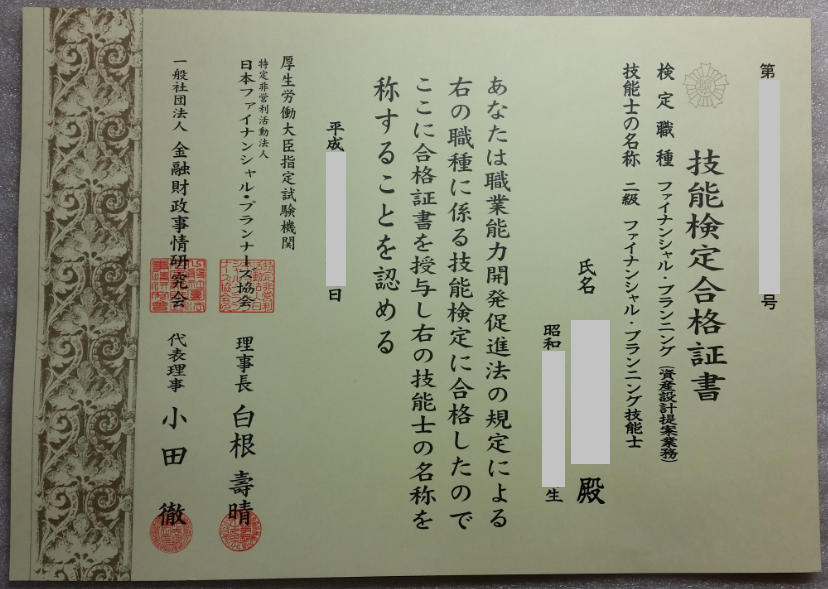 第
号
技能検定合格証書
検定職種 ファイナンシャル・プランニング(資産設計提案業務)
技能士の名称 二級 ファイナンシャル・プランニング技能士
氏名
殿
昭和
生
あなたは職業能力開発促進法の規定による
右の職種に係る技能検定に合格したので
ここに合格証書を授与し右の技能士の名称を
称することを認める
平成
日
厚生労働大臣指定試験機関
特定非営利活動法人
日本ファイナンシャル・プランナーズ協会 理事長 白根 壽晴
一般社団法人 金融財政事情研究会 代表理事 小田 徹